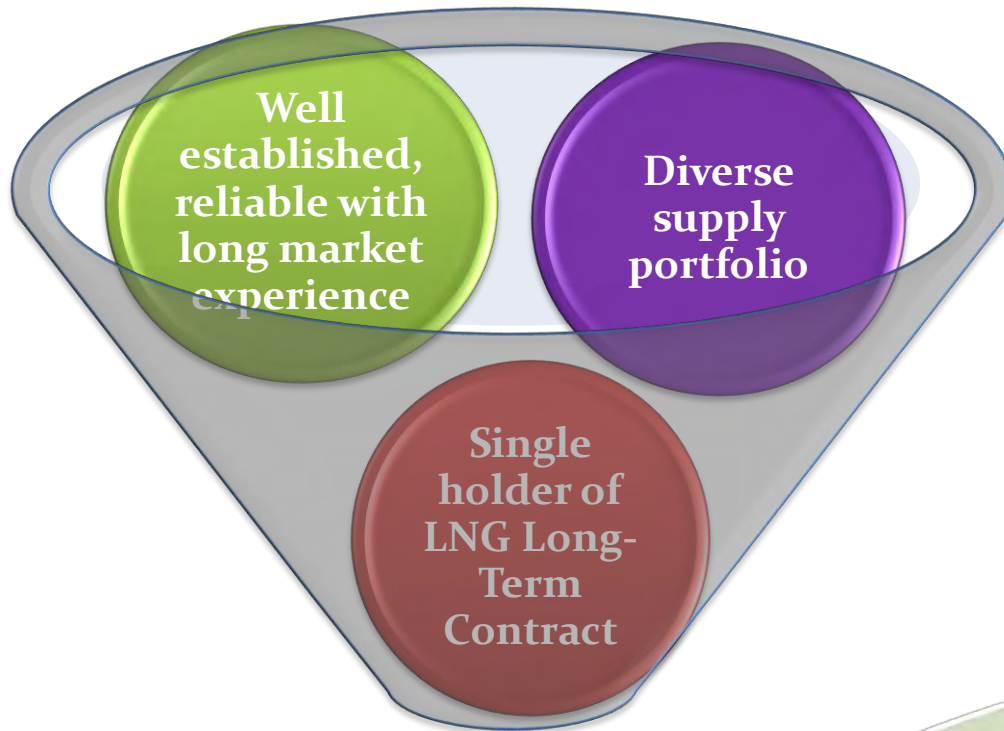 Well
established,
reliable with
long market
experience
Diverse
supply
portfolio
Single
holder of
LNG Long-
Term
Contract